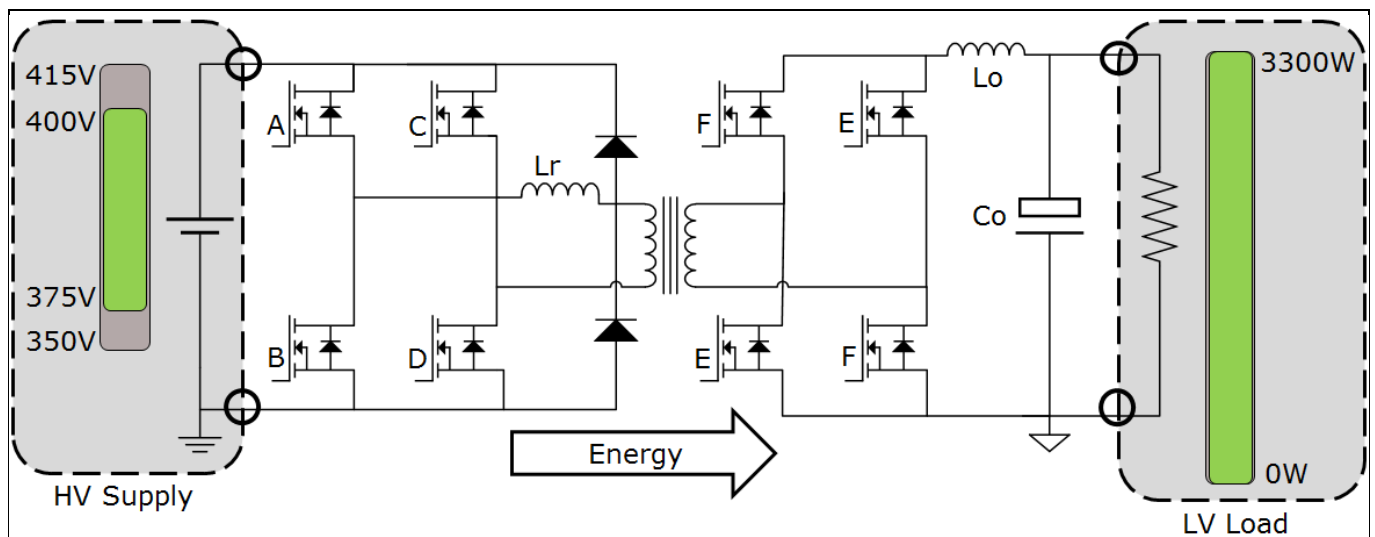 415V
400V
375V
350V
HV Supply
A
C
B
D
Lr
F
E
E
F
Lo
Co
Energy
3300W
0W
LV Load